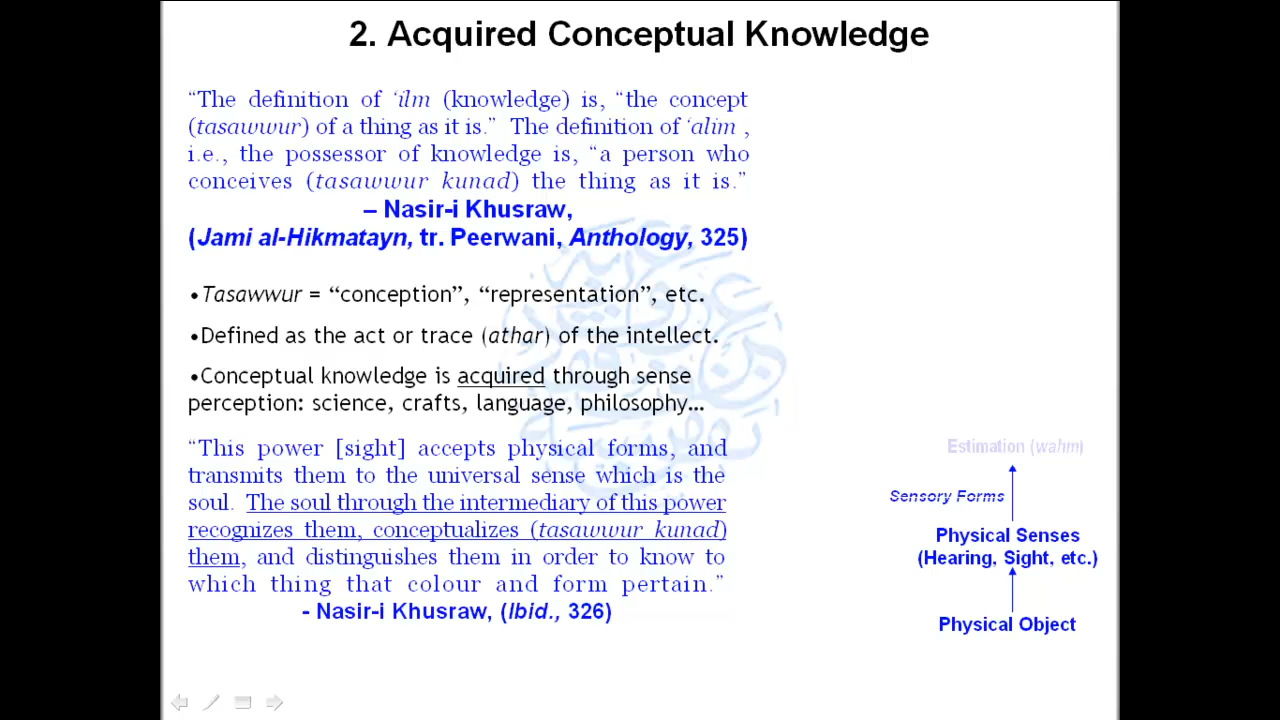 2. Acquired Conceptual Knowledge
“The definition of ‘ilm (knowledge) is, “the concept
(tasawwur) of a thing as it is.” The definition of ‘alim ,
i.e., the possessor of knowledge is, “a person who
conceives (tasawwur kunad) the thing as it is.”
– Nasir-i Khusraw,
(Jami al-Hikmatayn, tr. Peerwani, Anthology, 325)
•Tasawwur = “conception”, “representation”, etc.
•Defined as the act or trace (athar) of the intellect.
•Conceptual knowledge is acquired through sense
perception: science, crafts, language, philosophy…
“This power [sight] accepts physical forms, and
transmits them to the universal sense which is the
soul. The soul through the intermediary of this power
recognizes them, conceptualizes (tasawwur kunad)
them, and distinguishes them in order to know to
which thing that colour and form pertain.”
- Nasir-i Khusraw, (Ibid., 326)
Estimation (wahm)
Sensory Forms
Physical Senses
(Hearing, Sight, etc.)
Physical Object